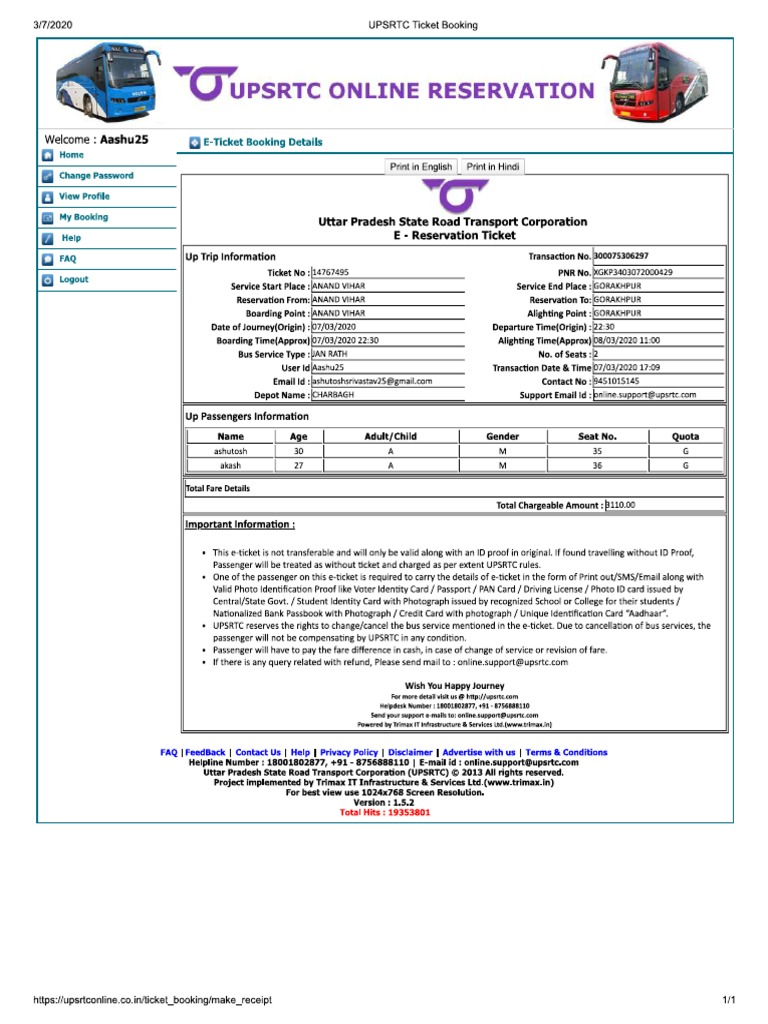 3/7/2020 UPSRTC Ticket Booking
UPSRTC ONLINE RESERVATION
Welcome : Aashu25
Home
Change Password
View Profile
My Booking
Help
FAQ
Logout
E-Ticket Booking Details
Print in English Print in Hindi
Uttar Pradesh State Road Transport Corporation
E - Reservation Ticket
Up Trip Information Transaction No. 300075306297
Ticket No : 14767495 PNR No. XGKP3403072000429
Service Start Place : ANAND VIHAR Service End Place : GORAKHPUR
Reservation From: ANAND VIHAR Reservation To: GORAKHPUR
Boarding Point : ANAND VIHAR Alighting Point : GORAKHPUR
Date of Journey(Origin) : 07/03/2020 Departure Time(Origin) : 22:30
Boarding Time(Approx) 07/03/2020 22:30 Alighting Time(Approx) 08/03/2020 11:00
Bus Service Type : JAN RATH No. of Seats : 2
User Id Aashu25 Transaction Date & Time 07/03/2020 17:09
Email Id : ashutoshsrivastav25@gmail.com Contact No : 9451015145
Depot Name : CHARBAGH Support Email Id : online.support@upsrtc.com
Up Passengers Information
Name Age Adult/Child Gender Seat No. Quota
ashutosh 30 A M 35 G
akash 27 A M 36 G
Total Fare Details
Total Chargeable Amount : 3110.00
Important Information :
• This e-ticket is not transferable and will only be valid along with an ID proof in original. If found travelling without ID Proof,
Passenger will be treated as without ticket and charged as per extent UPSRTC rules.
• One of the passenger on this e-ticket is required to carry the details of e-ticket in the form of Print out/SMS/Email along with
Valid Photo Identification Proof like Voter Identity Card / Passport / PAN Card / Driving License / Photo ID card issued by
Central/State Govt. / Student Identity Card with Photograph issued by recognized School or College for their students /
Nationalized Bank Passbook with Photograph / Credit Card with photograph / Unique Identification Card "Aadhaar".
• UPSRTC reserves the rights to change/cancel the bus service mentioned in the e-ticket. Due to cancellation of bus services, the
passenger will not be compensating by UPSRTC in any condition.
• Passenger will have to pay the fare difference in cash, in case of change of service or revision of fare.
• If there is any query related with refund, Please send mail to : online.support@upsrtc.com
Wish You Happy Journey
For more detail visit us @ http://upsrtc.com
Helpdesk Number : 18001802877, +91 - 8756888110
Send your support e-mails to: online.support@upsrtc.com
Powered by Trimax IT Infrastructure & Services Ltd.(www.trimax.in)
FAQ | FeedBack | Contact Us | Help | Privacy Policy | Disclaimer | Advertise with us | Terms & Conditions
Helpline Number : 18001802877, +91 - 8756888110 | E-mail id : online.support@upsrtc.com
Uttar Pradesh State Road Transport Corporation (UPSRTC) © 2013 All rights reserved.
Project implemented by Trimax IT Infrastructure & Services Ltd.(www.trimax.in)
For best view use 1024x768 Screen Resolution.
Version : 1.5.2
Total Hits : 19353801
https://upsrtconline.co.in/ticket_booking/make_receipt 1/1